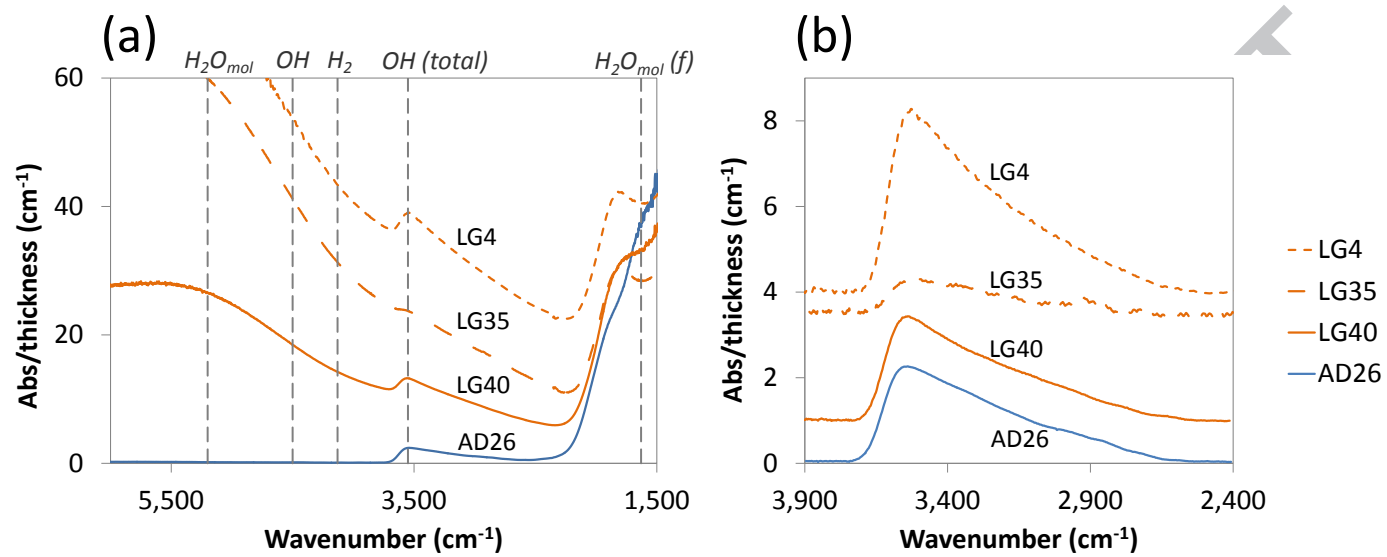 (a)
H₂Oₘₒₗ OH H₂ OH (total) H₂Oₘₒₗ (f)
60
40
20
0
Abs/thickness (cm⁻¹)
LG4
LG35
LG40
AD26
5,500 3,500 1,500
Wavenumber (cm⁻¹)
(b)
8
6
4
2
0
Abs/thickness (cm⁻¹)
LG4
LG35
LG40
AD26
3,900 3,400 2,900 2,400
Wavenumber (cm⁻¹)
LG4
LG35
LG40
AD26